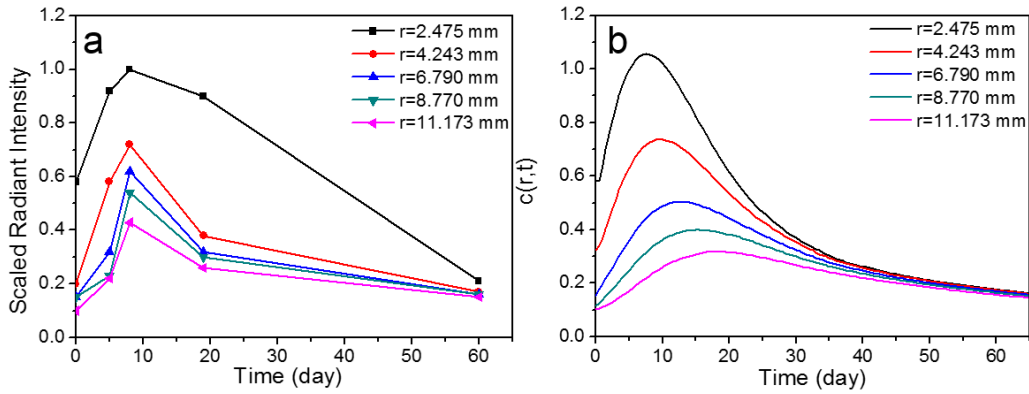 a
r=2.475 mm
r=4.243 mm
r=6.790 mm
r=8.770 mm
r=11.173 mm
1.2
1.0
0.8
0.6
0.4
0.2
0.0
Scaled Radiant Intensity
0 10 20 30 40 50 60
Time (day)
b
r=2.475 mm
r=4.243 mm
r=6.790 mm
r=8.770 mm
r=11.173 mm
1.2
1.0
0.8
0.6
0.4
0.2
0.0
c(r,t)
0 10 20 30 40 50 60
Time (day)